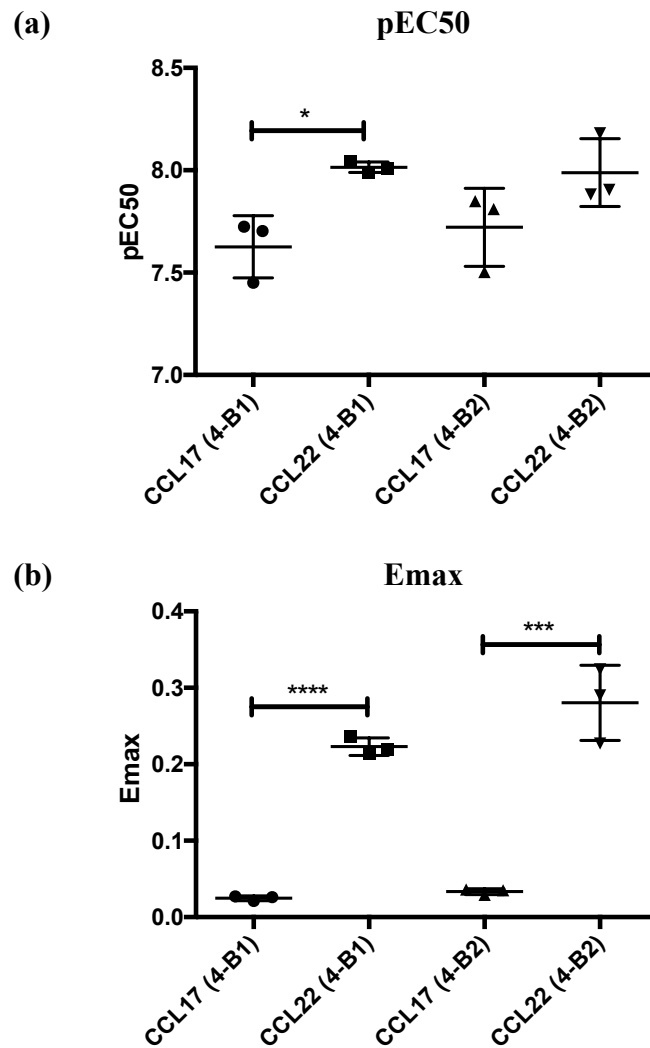 (a) pEC50
8.5
8.0
7.5
7.0
pEC50
*
CCL17 (4-B1)
CCL22 (4-B1)
CCL17 (4-B2)
CCL22 (4-B2)
(b) Emax
0.4
0.3
0.2
0.1
0.0
Emax
****
***
CCL17 (4-B1)
CCL22 (4-B1)
CCL17 (4-B2)
CCL22 (4-B2)